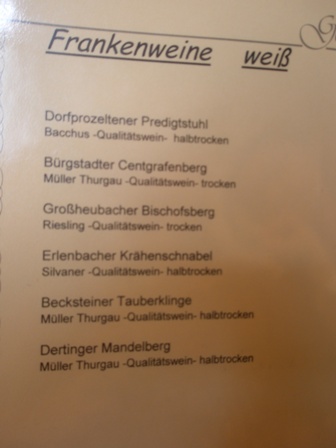 Frankenweine weiß
Dorfprozeltener Predigtstuhl
Bacchus -Qualitätswein- halbtrocken
Bürgstadter Centgrafenberg
Müller Thurgau -Qualitätswein- trocken
Großheubacher Bischofsberg
Riesling -Qualitätswein- trocken
Erlenbacher Krähenschnabel
Silvaner -Qualitätswein- halbtrocken
Becksteiner Tauberklinge
Müller Thurgau -Qualitätswein- halbtrocken
Dertinger Mandelberg
Müller Thurgau -Qualitätswein- halbtrocken